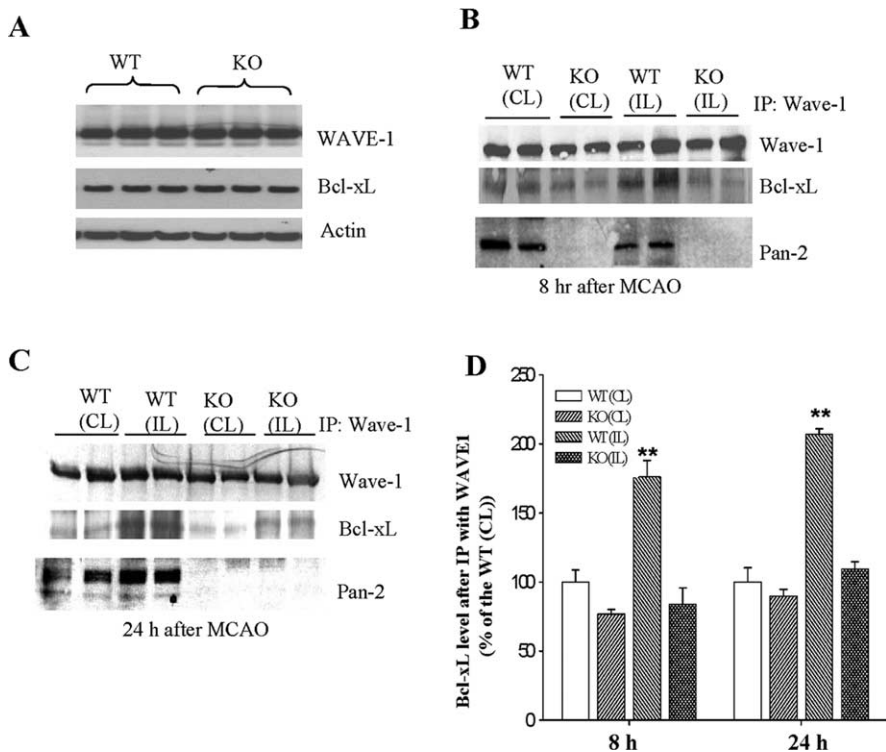 A
WT KO
WAVE-1
Bcl-xL
Actin
B
WT (CL) KO (CL) WT (IL) KO (IL)
IP: Wave-1
Wave-1
Bcl-xL
Pan-2
8 hr after MCAO
C
WT (CL) WT (IL) KO (CL) KO (IL)
IP: Wave-1
Wave-1
Bcl-xL
Pan-2
24 h after MCAO
D
Bcl-xL level after IP with WAVE1
(% of the WT (CL))
250
200
150
100
50
0
WT(CL)
KO(CL)
WT(IL)
KO(IL)
** **
8 h 24 h